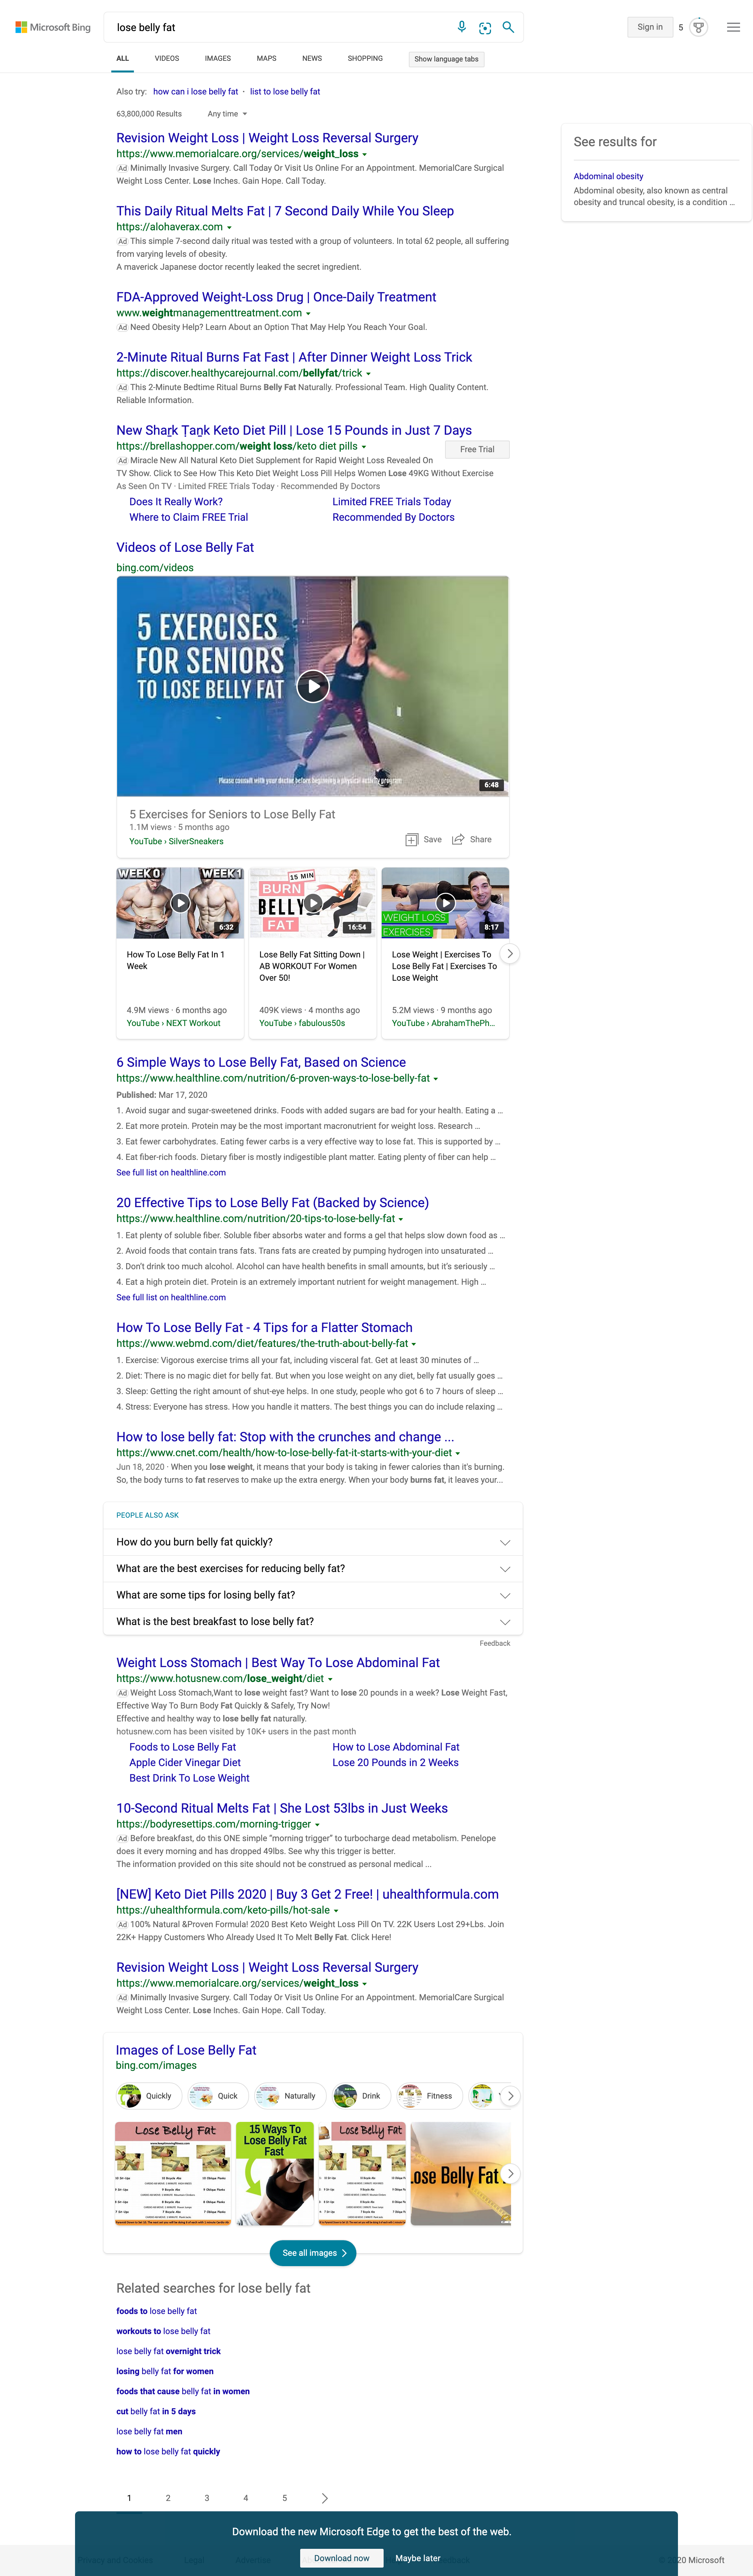 Microsoft Bing
lose belly fat
Sign in
5
ALL
VIDEOS
IMAGES
MAPS
NEWS
SHOPPING
Show language tabs
Also try: how can i lose belly fat · list to lose belly fat
63,800,000 Results
Any time
See results for
Abdominal obesity
Abdominal obesity, also known as central
obesity and truncal obesity, is a condition ...
Revision Weight Loss | Weight Loss Reversal Surgery
https://www.memorialcare.org/services/weight_loss
Ad Minimally Invasive Surgery. Call Today Or Visit Us Online For an Appointment. MemorialCare Surgical
Weight Loss Center. Lose Inches. Gain Hope. Call Today.
This Daily Ritual Melts Fat | 7 Second Daily While You Sleep
https://alohaverax.com
Ad This simple 7-second daily ritual was tested with a group of volunteers. In total 62 people, all suffering
from varying levels of obesity.
A maverick Japanese doctor recently leaked the secret ingredient.
FDA-Approved Weight-Loss Drug | Once-Daily Treatment
www.weightmanagementtreatment.com
Ad Need Obesity Help? Learn About an Option That May Help You Reach Your Goal.
2-Minute Ritual Burns Fat Fast | After Dinner Weight Loss Trick
https://discover.healthycarejournal.com/bellyfat/trick
Ad This 2-Minute Bedtime Ritual Burns Belly Fat Naturally. Professional Team. High Quality Content.
Reliable Information.
New Shaṟk Ṭaṉk Keto Diet Pill | Lose 15 Pounds in Just 7 Days
https://brellashopper.com/weight loss/keto diet pills
Free Trial
Ad Miracle New All Natural Keto Diet Supplement for Rapid Weight Loss Revealed On
TV Show. Click to See How This Keto Diet Weight Loss Pill Helps Women Lose 49KG Without Exercise
As Seen On TV · Limited FREE Trials Today · Recommended By Doctors
Does It Really Work?
Limited FREE Trials Today
Where to Claim FREE Trial
Recommended By Doctors
Videos of Lose Belly Fat
bing.com/videos
5 EXERCISES
FOR SENIORS
TO LOSE BELLY FAT
Please consult with your doctor before beginning a physical activity program
6:48
5 Exercises for Seniors to Lose Belly Fat
1.1M views · 5 months ago
YouTube › SilverSneakers
Save
Share
WEEK 0
WEEK 1
6:32
How To Lose Belly Fat In 1
Week
4.9M views · 6 months ago
YouTube › NEXT Workout
15 MIN
BURN
BELLY
FAT
16:54
Lose Belly Fat Sitting Down |
AB WORKOUT For Women
Over 50!
409K views · 4 months ago
YouTube › fabulous50s
WEIGHT LOSS
EXERCISES
8:17
Lose Weight | Exercises To
Lose Belly Fat | Exercises To
Lose Weight
5.2M views · 9 months ago
YouTube › AbrahamThePh...
6 Simple Ways to Lose Belly Fat, Based on Science
https://www.healthline.com/nutrition/6-proven-ways-to-lose-belly-fat
Published: Mar 17, 2020
1. Avoid sugar and sugar-sweetened drinks. Foods with added sugars are bad for your health. Eating a ...
2. Eat more protein. Protein may be the most important macronutrient for weight loss. Research ...
3. Eat fewer carbohydrates. Eating fewer carbs is a very effective way to lose fat. This is supported by ...
4. Eat fiber-rich foods. Dietary fiber is mostly indigestible plant matter. Eating plenty of fiber can help ...
See full list on healthline.com
20 Effective Tips to Lose Belly Fat (Backed by Science)
https://www.healthline.com/nutrition/20-tips-to-lose-belly-fat
1. Eat plenty of soluble fiber. Soluble fiber absorbs water and forms a gel that helps slow down food as ...
2. Avoid foods that contain trans fats. Trans fats are created by pumping hydrogen into unsaturated ...
3. Don't drink too much alcohol. Alcohol can have health benefits in small amounts, but it's seriously ...
4. Eat a high protein diet. Protein is an extremely important nutrient for weight management. High ...
See full list on healthline.com
How To Lose Belly Fat - 4 Tips for a Flatter Stomach
https://www.webmd.com/diet/features/the-truth-about-belly-fat
1. Exercise: Vigorous exercise trims all your fat, including visceral fat. Get at least 30 minutes of ...
2. Diet: There is no magic diet for belly fat. But when you lose weight on any diet, belly fat usually goes ...
3. Sleep: Getting the right amount of shut-eye helps. In one study, people who got 6 to 7 hours of sleep ...
4. Stress: Everyone has stress. How you handle it matters. The best things you can do include relaxing ...
How to lose belly fat: Stop with the crunches and change ...
https://www.cnet.com/health/how-to-lose-belly-fat-it-starts-with-your-diet
Jun 18, 2020 · When you lose weight, it means that your body is taking in fewer calories than it's burning.
So, the body turns to fat reserves to make up the extra energy. When your body burns fat, it leaves your...
PEOPLE ALSO ASK
How do you burn belly fat quickly?
What are the best exercises for reducing belly fat?
What are some tips for losing belly fat?
What is the best breakfast to lose belly fat?
Feedback
Weight Loss Stomach | Best Way To Lose Abdominal Fat
https://www.hotusnew.com/lose_weight/diet
Ad Weight Loss Stomach,Want to lose weight fast? Want to lose 20 pounds in a week? Lose Weight Fast,
Effective Way To Burn Body Fat Quickly & Safely, Try Now!
Effective and healthy way to lose belly fat naturally.
hotusnew.com has been visited by 10K+ users in the past month
Foods to Lose Belly Fat
How to Lose Abdominal Fat
Apple Cider Vinegar Diet
Lose 20 Pounds in 2 Weeks
Best Drink To Lose Weight
10-Second Ritual Melts Fat | She Lost 53lbs in Just Weeks
https://bodyresettips.com/morning-trigger
Ad Before breakfast, do this ONE simple "morning trigger" to turbocharge dead metabolism. Penelope
does it every morning and has dropped 49lbs. See why this trigger is better.
The information provided on this site should not be construed as personal medical ...
[NEW] Keto Diet Pills 2020 | Buy 3 Get 2 Free! | uhealthformula.com
https://uhealthformula.com/keto-pills/hot-sale
Ad 100% Natural &Proven Formula! 2020 Best Keto Weight Loss Pill On TV. 22K Users Lost 29+Lbs. Join
22K+ Happy Customers Who Already Used It To Melt Belly Fat. Click Here!
Revision Weight Loss | Weight Loss Reversal Surgery
https://www.memorialcare.org/services/weight_loss
Ad Minimally Invasive Surgery. Call Today Or Visit Us Online For an Appointment. MemorialCare Surgical
Weight Loss Center. Lose Inches. Gain Hope. Call Today.
Images of Lose Belly Fat
bing.com/images
Quickly
Quick
Naturally
Drink
Fitness
Lose Belly Fat
15 Ways To
Lose Belly Fat
Fast
Lose Belly Fat
ose Belly Fat
See all images
Related searches for lose belly fat
foods to lose belly fat
workouts to lose belly fat
lose belly fat overnight trick
losing belly fat for women
foods that cause belly fat in women
cut belly fat in 5 days
lose belly fat men
how to lose belly fat quickly
1 2 3 4 5
Download the new Microsoft Edge to get the best of the web.
Download now
Maybe later
20 Microsoft